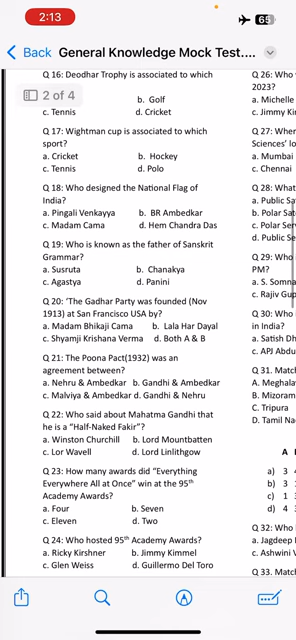 2:13
65
Back
General Knowledge Mock Test....
2 of 4
Q 16: Deodhar Trophy is associated to which
b. Golf
c. Tennis d. Cricket
Q 17: Wightman cup is associated to which
sport?
a. Cricket b. Hockey
c. Tennis d. Polo
Q 18: Who designed the National Flag of
India?
a. Pingali Venkayya b. BR Ambedkar
c. Madam Cama d. Hem Chandra Das
Q 19: Who is known as the father of Sanskrit
Grammar?
a. Susruta b. Chanakya
c. Agastya d. Panini
Q 20: 'The Gadhar Party was founded (Nov
1913) at San Francisco USA by?
a. Madam Bhikaji Cama b. Lala Har Dayal
c. Shyamji Krishana Verma d. Both A & B
Q 21: The Poona Pact(1932) was an
agreement between?
a. Nehru & Ambedkar b. Gandhi & Ambedkar
c. Malviya & Ambedkar d. Gandhi & Nehru
Q 22: Who said about Mahatma Gandhi that
he is a "Half-Naked Fakir"?
a. Winston Churchill b. Lord Mountbatten
c. Lor Wavell d. Lord Linlithgow
Q 23: How many awards did "Everything
Everywhere All at Once" win at the 95th
Academy Awards?
a. Four b. Seven
c. Eleven d. Two
Q 24: Who hosted 95th Academy Awards?
a. Ricky Kirshner b. Jimmy Kimmel
c. Glen Weiss d. Guillermo Del Toro
Q 26: Who
2023?
a. Michelle
c. Jimmy Ki
Q 27: Wher
Sciences' lo
a. Mumbai
c. Chennai
Q 28: What
a. Public Sa
b. Polar Sat
c. Polar Ser
d. Public Se
Q 29: Who
PM?
a. S. Somna
c. Rajiv Gup
Q 30: Who
in India?
a. Satish Dh
c. APJ Abdu
Q 31. Matc
A. Meghala
B. Mizoram
C. Tripura
D. Tamil Na
A
a) 3
b) 3
c) 1
d) 4
Q 32: Who
a. Jagdeep
c. Ashwini
Q 33. Match